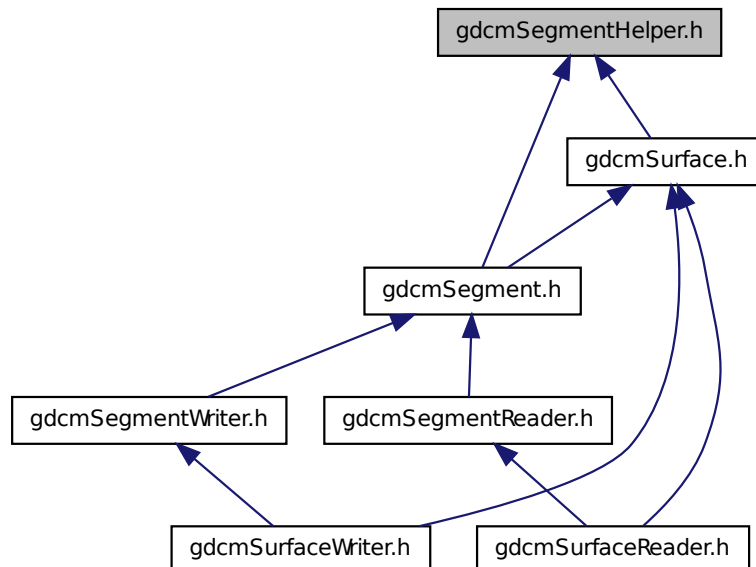 gdcmSegmentHelper.h
gdcmSurface.h
gdcmSegment.h
gdcmSegmentWriter.h
gdcmSegmentReader.h
gdcmSurfaceWriter.h
gdcmSurfaceReader.h